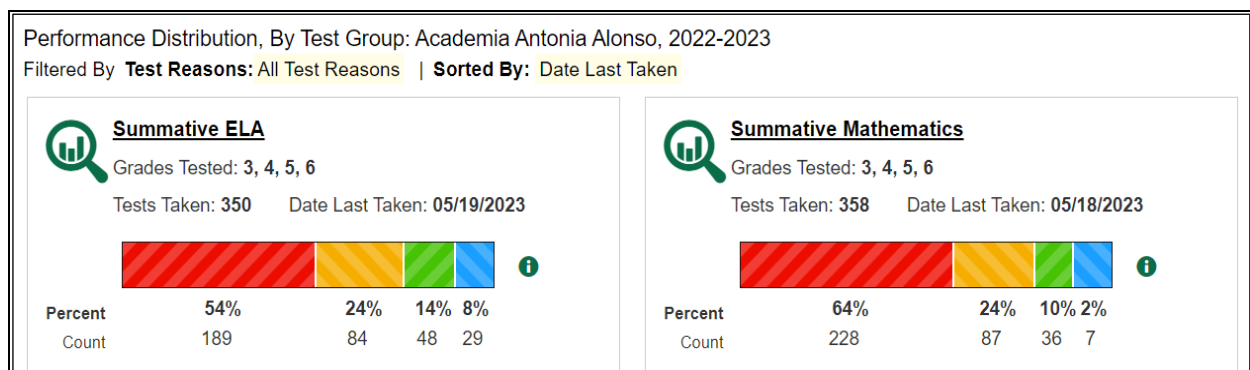 Performance Distribution, By Test Group: Academia Antonia Alonso, 2022-2023
Filtered By Test Reasons: All Test Reasons | Sorted By: Date Last Taken
Summative ELA
Grades Tested: 3, 4, 5, 6
Tests Taken: 350 Date Last Taken: 05/19/2023
Percent 54% 24% 14% 8%
Count 189 84 48 29
Summative Mathematics
Grades Tested: 3, 4, 5, 6
Tests Taken: 358 Date Last Taken: 05/18/2023
Percent 64% 24% 10% 2%
Count 228 87 36 7